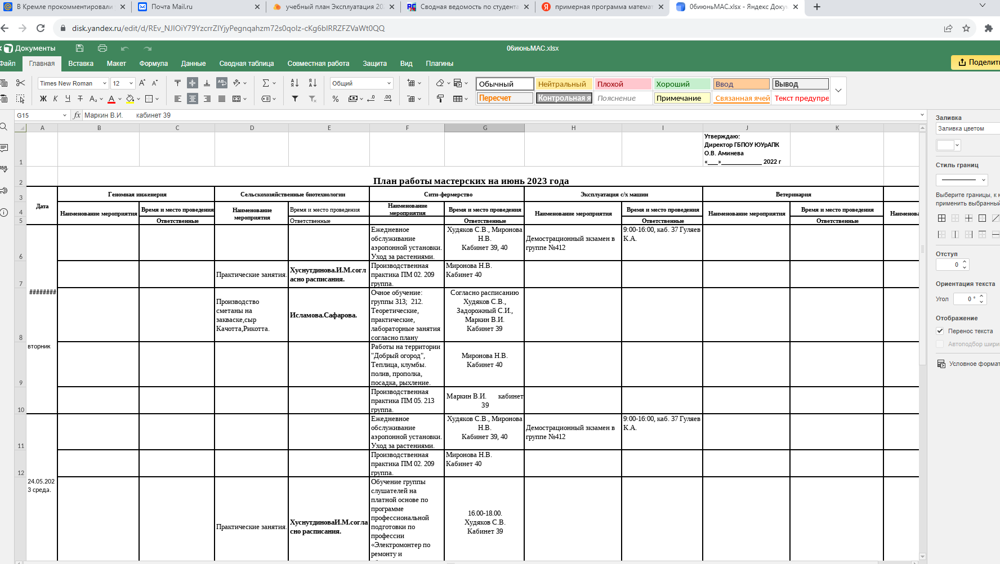 В Кремле прокомментировали
Почта Mail.ru
учебный план Эксплуатация 20
Сводная ведомость по студента
примерная программа математ
06июньМАС.xlsx - Яндекс Доку
disk.yandex.ru/edit/d/REv_NJIOiY79YzcrrZIYjyPegnqahzm72s0qolz-cKg6bIRRZFZVaWt0QQ
Документы
06июньМАС.xlsx
Файл Главная Вставка Макет Формула Данные Сводная таблица Совместная работа Защита Вид Плагины
Поделить
Times New Roman 12 Общий
Обычный Нейтральный Плохой Хороший Ввод Вывод
Ж К Ч Т
Пересчет Контрольная я Пояснение Примечание Связанная ячей Текст предупре
G15 fx Маркин В.И. кабинет 39
A B C D E F G H I J K
Утверждаю:
Директор ГБПОУ ЮУрАПК
О.В. Аминева
«___»____________ 2022 г
1
План работы мастерских на июнь 2023 года
2
Дата
Геномная инженерия Сельскохозяйственные биотехнологии Сити-фермерство Эксплуатация с/х машин Ветеринария
3
Наименование мероприятия
Время и место проведения
Ответственные
Наименование
мероприятия
Время и место проведения
Ответственные
Наименование
мероприятия
Время и место проведения
Ответственные
Наименование мероприятия
Время и место проведения
Ответственные
Наименование мероприятия
Время и место проведения
Ответственные
Наименова
4
5
Ежедневное
обслуживание
аэропонной установки.
Уход за растениями.
Худяков С.В., Миронова
Н.В.
Кабинет 39, 40
Демострационный экзамен в
группе №412
9:00-16:00, каб. 37 Гуляев
К.А.
6
Практические занятия.
Хуснутдинова.И.М.согл
асно расписания.
Производственная
практика ПМ 02. 209
группа.
Миронова Н.В.
Кабинет 40
7
########
вторник
Производство
сметаны на
закваске,сыр
Качотта,Рикотта.
Исламова.Сафарова.
Очное обучение:
группы 313; 212.
Теоретические,
практические,
лабораторные занятия
согласно плану
Согласно расписанию
Худяков С.В.,
Задорожный С.И.,
Маркин В.И.
Кабинет 39
8
Работы на территории
"Добрый огород",
Теплица, клумбы.
полив, прополка,
посадка, рыхление.
Миронова Н.В.
Кабинет 40
9
Производственная
практика ПМ 05. 213
группа.
Маркин В.И. кабинет
39
10
Ежедневное
обслуживание
аэропонной установки.
Уход за растениями.
Худяков С.В., Миронова
Н.В.
Кабинет 39, 40
Демострационный экзамен в
группе №412
9:00-16:00, каб. 37 Гуляев
К.А.
11
Производственная
практика ПМ 02. 209
группа.
Миронова Н.В.
Кабинет 40
12
24.05.202
3 среда.
Практические занятия.
ХуснутдиноваИ.М.согла
сно расписания.
Обучение группы
слушателей на
платной основе по
программе
профессиональной
подготовки по
профессии
«Электромонтер по
ремонту и
16.00-18.00.
Худяков С.В.
Кабинет 39
Заливка
Заливка цветом
Стиль границ
Выберите границы, к к
применить выбранный
Отступ
0
Ориентация текста
Угол 0 °
Отображение
Перенос текста
Автоподбор шири
Условное формат